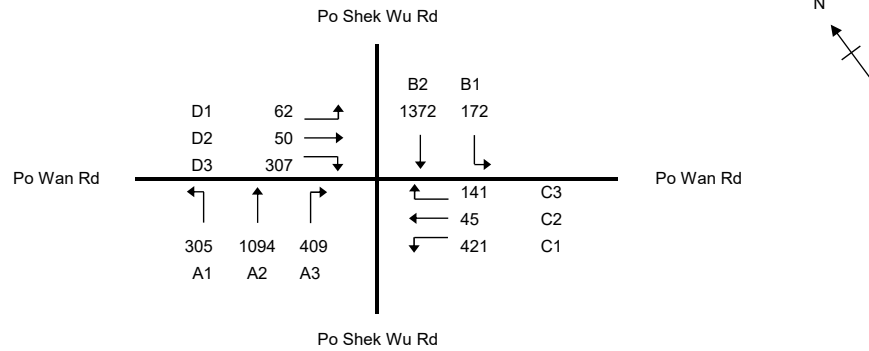 N
Po Shek Wu Rd
B2 B1
D1 62 1372 172
D2 50
D3 307
Po Wan Rd Po Wan Rd
141 C3
45 C2
305 1094 409 421 C1
A1 A2 A3
Po Shek Wu Rd